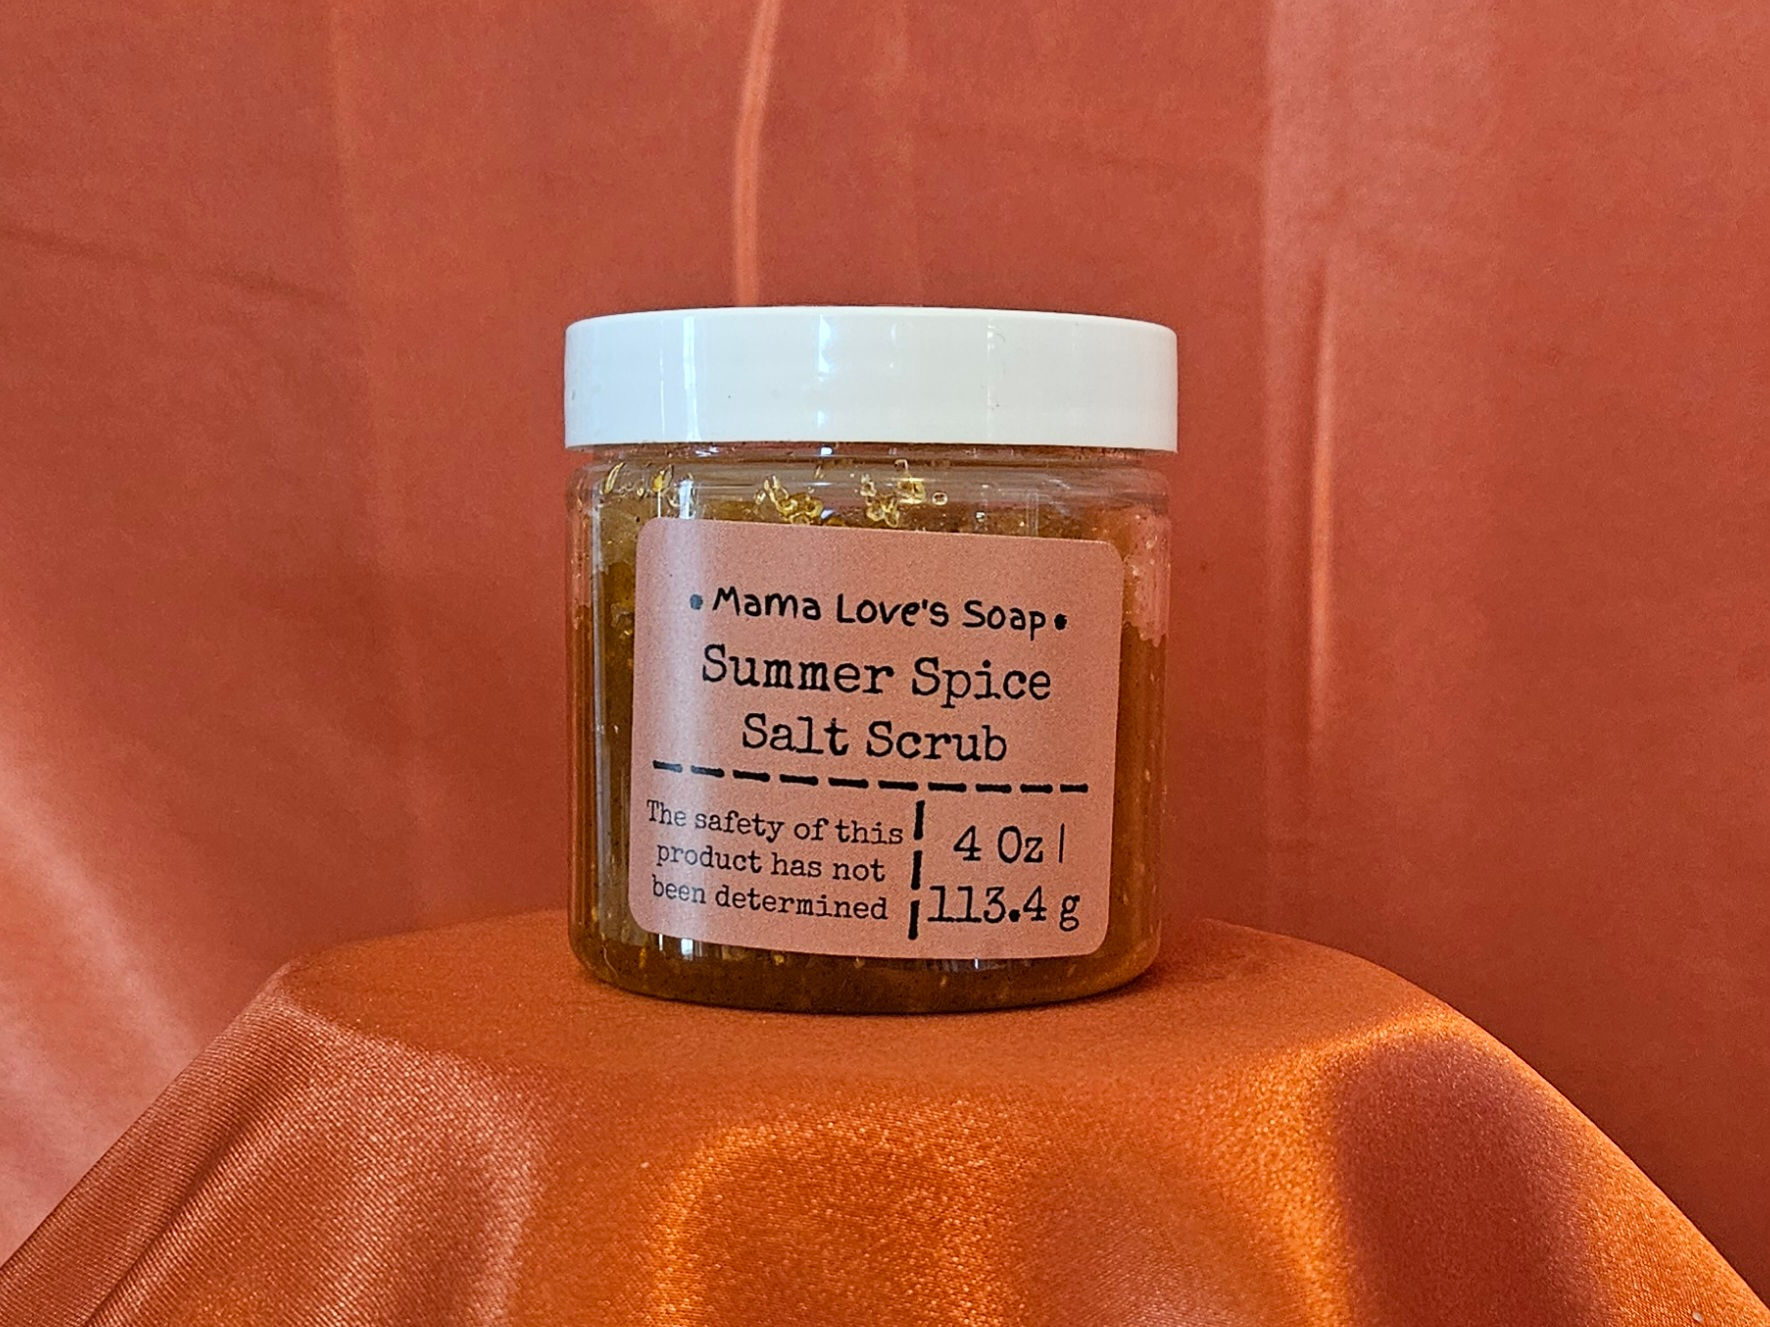 • Mama Love's Soap •
Summer Spice
Salt Scrub
The safety of this
product has not
been determined
4 Oz |
113.4 g